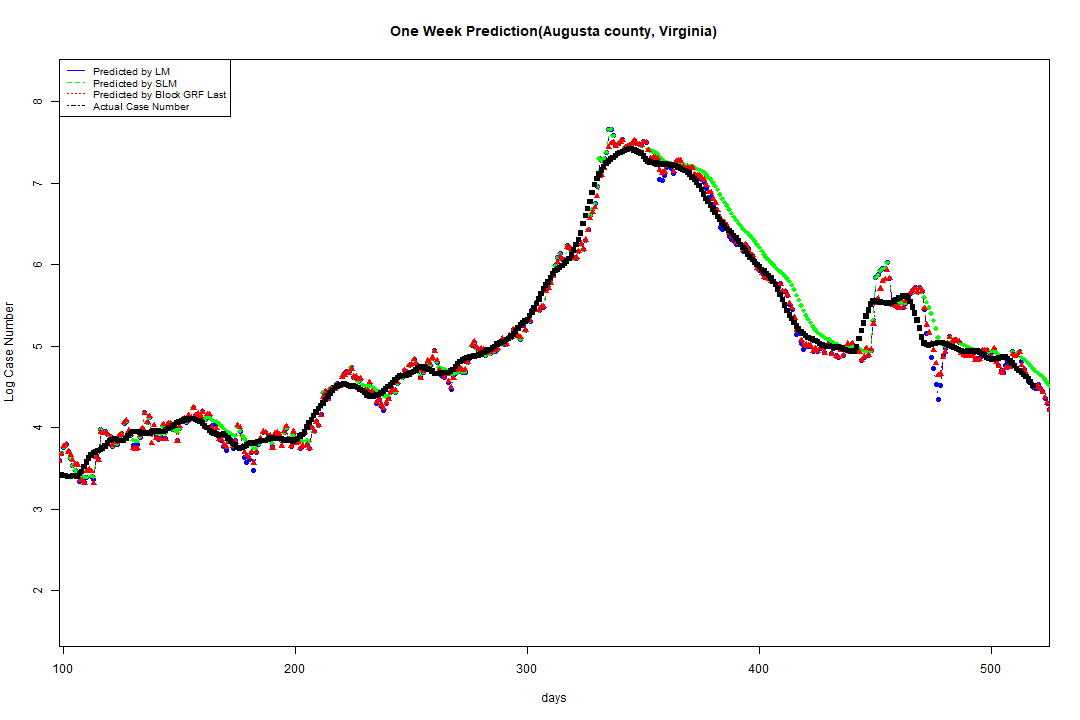 One Week Prediction(Augusta county, Virginia)
Predicted by LM
Predicted by SLM
Predicted by Block GRF Last
Actual Case Number
8
7
6
5
4
3
2
Log Case Number
100 200 300 400 500
days